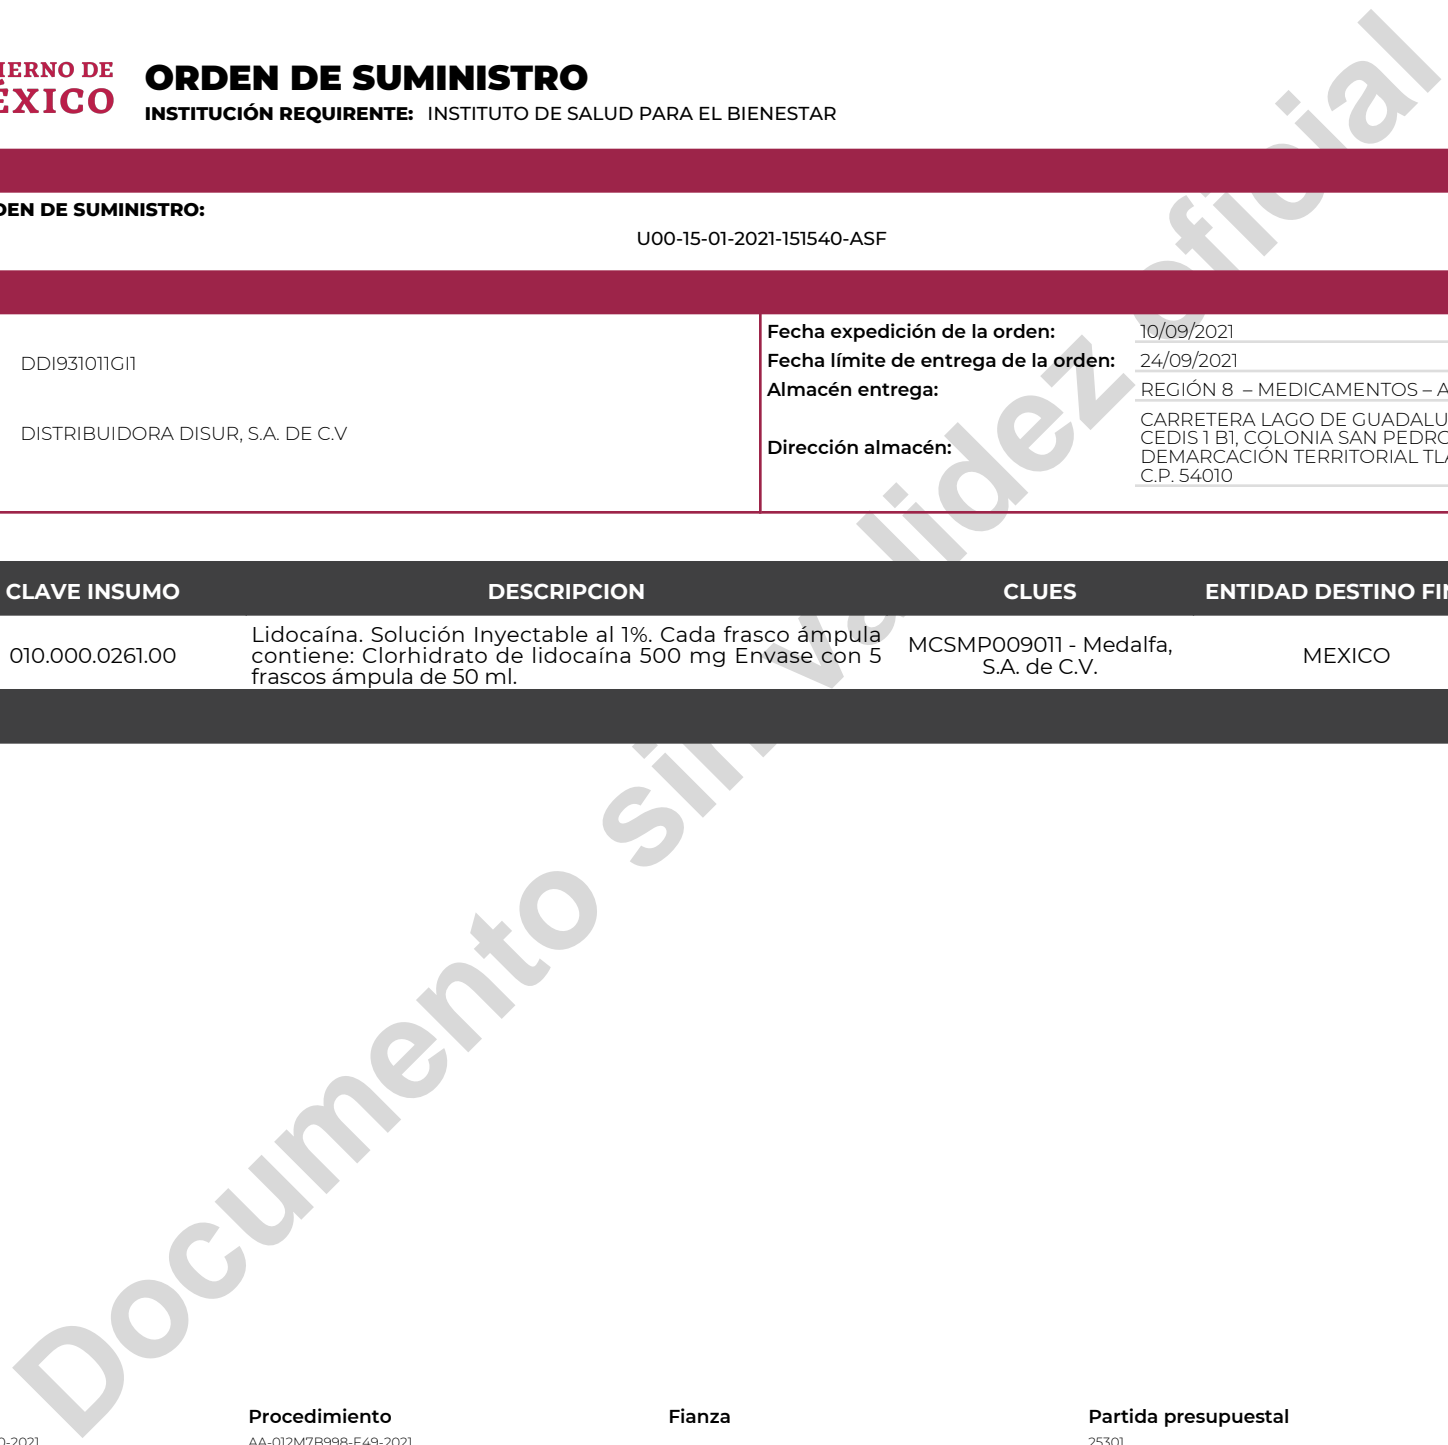 IERNO DE
ÉXICO
ORDEN DE SUMINISTRO
INSTITUCIÓN REQUIRENTE: INSTITUTO DE SALUD PARA EL BIENESTAR
DEN DE SUMINISTRO:
U00-15-01-2021-151540-ASF
DDI931011GI1
DISTRIBUIDORA DISUR, S.A. DE C.V
Fecha expedición de la orden: 10/09/2021
Fecha límite de entrega de la orden: 24/09/2021
Almacén entrega: REGIÓN 8 – MEDICAMENTOS – A
Dirección almacén:
CARRETERA LAGO DE GUADALU
CEDIS 1 B1, COLONIA SAN PEDRO
DEMARCACIÓN TERRITORIAL TLA
C.P. 54010
CLAVE INSUMO DESCRIPCION CLUES ENTIDAD DESTINO FIN
010.000.0261.00
Lidocaína. Solución Inyectable al 1%. Cada frasco ámpula
contiene: Clorhidrato de lidocaína 500 mg Envase con 5
frascos ámpula de 50 ml.
MCSMP009011 - Medalfa,
S.A. de C.V.
MEXICO
Documento sin validez oficial
Procedimiento Fianza Partida presupuestal
0-2021 AA-012M7B998-E49-2021 25301